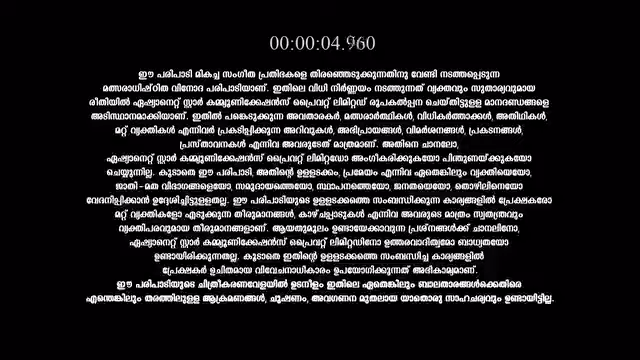 00:00:04.960
ഈ പരിപാടി മികച്ച സംഗീത പ്രതിഭകളെ തിരഞ്ഞെടുക്കുന്നതിനു വേണ്ടി നടത്തപ്പെടുന്ന
മത്സരാധിഷ്ഠിത വിനോദ പരിപാടിയാണ്. ഇതിലെ വിധി നിർണ്ണയം നടത്തുന്നത് വ്യക്തവും സുതാര്യവുമായ
രീതിയിൽ ഏഷ്യാനെറ്റ് സ്റ്റാർ കമ്മ്യൂണിക്കേഷൻസ് പ്രൈവറ്റ് ലിമിറ്റഡ് രൂപകൽപ്പന ചെയ്തിട്ടുള്ള മാനദണ്ഡങ്ങളെ
അടിസ്ഥാനമാക്കിയാണ്. ഇതിൽ പങ്കെടുക്കുന്ന അവതാരകർ, മത്സരാർത്ഥികൾ, വിധികർത്താക്കൾ, അതിഥികൾ,
മറ്റ് വ്യക്തികൾ എന്നിവർ പ്രകടിപ്പിക്കുന്ന അറിവുകൾ, അഭിപ്രായങ്ങൾ, വിമർശനങ്ങൾ, പ്രകടനങ്ങൾ,
പ്രസ്താവനകൾ എന്നിവ അവരുടേത് മാത്രമാണ്. അതിനെ ചാനലോ,
ഏഷ്യാനെറ്റ് സ്റ്റാർ കമ്മ്യൂണിക്കേഷൻസ് പ്രൈവറ്റ് ലിമിറ്റഡോ അംഗീകരിക്കുകയോ പിന്തുണയ്ക്കുകയോ
ചെയ്യുന്നില്ല. കൂടാതെ ഈ പരിപാടി, അതിന്റെ ഉള്ളടക്കം, പ്രമേയം എന്നിവ ഏതെങ്കിലും വ്യക്തിയെയോ,
ജാതി-മത വിഭാഗങ്ങളെയോ, സമുദായത്തെയോ, സ്ഥാപനത്തെയോ, ജനതയെയോ, തൊഴിലിനെയോ
വേദനിപ്പിക്കാൻ ഉദ്ദേശിച്ചിട്ടുള്ളതല്ല. ഈ പരിപാടിയുടെ ഉള്ളടക്കത്തെ സംബന്ധിക്കുന്ന കാര്യങ്ങളിൽ പ്രേക്ഷകരോ
മറ്റ് വ്യക്തികളോ എടുക്കുന്ന തീരുമാനങ്ങൾ, കാഴ്ചപ്പാടുകൾ എന്നിവ അവരുടെ മാത്രം സ്വതന്ത്രവും
വ്യക്തിപരവുമായ തീരുമാനങ്ങളാണ്. ആയതുമൂലം ഉണ്ടായേക്കാവുന്ന പ്രശ്നങ്ങൾക്ക് ചാനലിനോ,
ഏഷ്യാനെറ്റ് സ്റ്റാർ കമ്മ്യൂണിക്കേഷൻസ് പ്രൈവറ്റ് ലിമിറ്റഡിനോ ഉത്തരവാദിത്വമോ ബാധ്യതയോ
ഉണ്ടായിരിക്കുന്നതല്ല. കൂടാതെ ഇതിന്റെ ഉള്ളടക്കത്തെ സംബന്ധിച്ച കാര്യങ്ങളിൽ
പ്രേക്ഷകർ ഉചിതമായ വിവേചനാധികാരം ഉപയോഗിക്കുന്നത് അഭികാമ്യമാണ്.
ഈ പരിപാടിയുടെ ചിത്രീകരണവേളയിൽ ഉടനീളം ഇതിലെ ഏതെങ്കിലും ബാലതാരങ്ങൾക്കെതിരെ
എന്തെങ്കിലും തരത്തിലുള്ള ആക്രമണങ്ങൾ, ചൂഷണം, അവഗണന മുതലായ യാതൊരു സാഹചര്യവും ഉണ്ടായിട്ടില്ല.